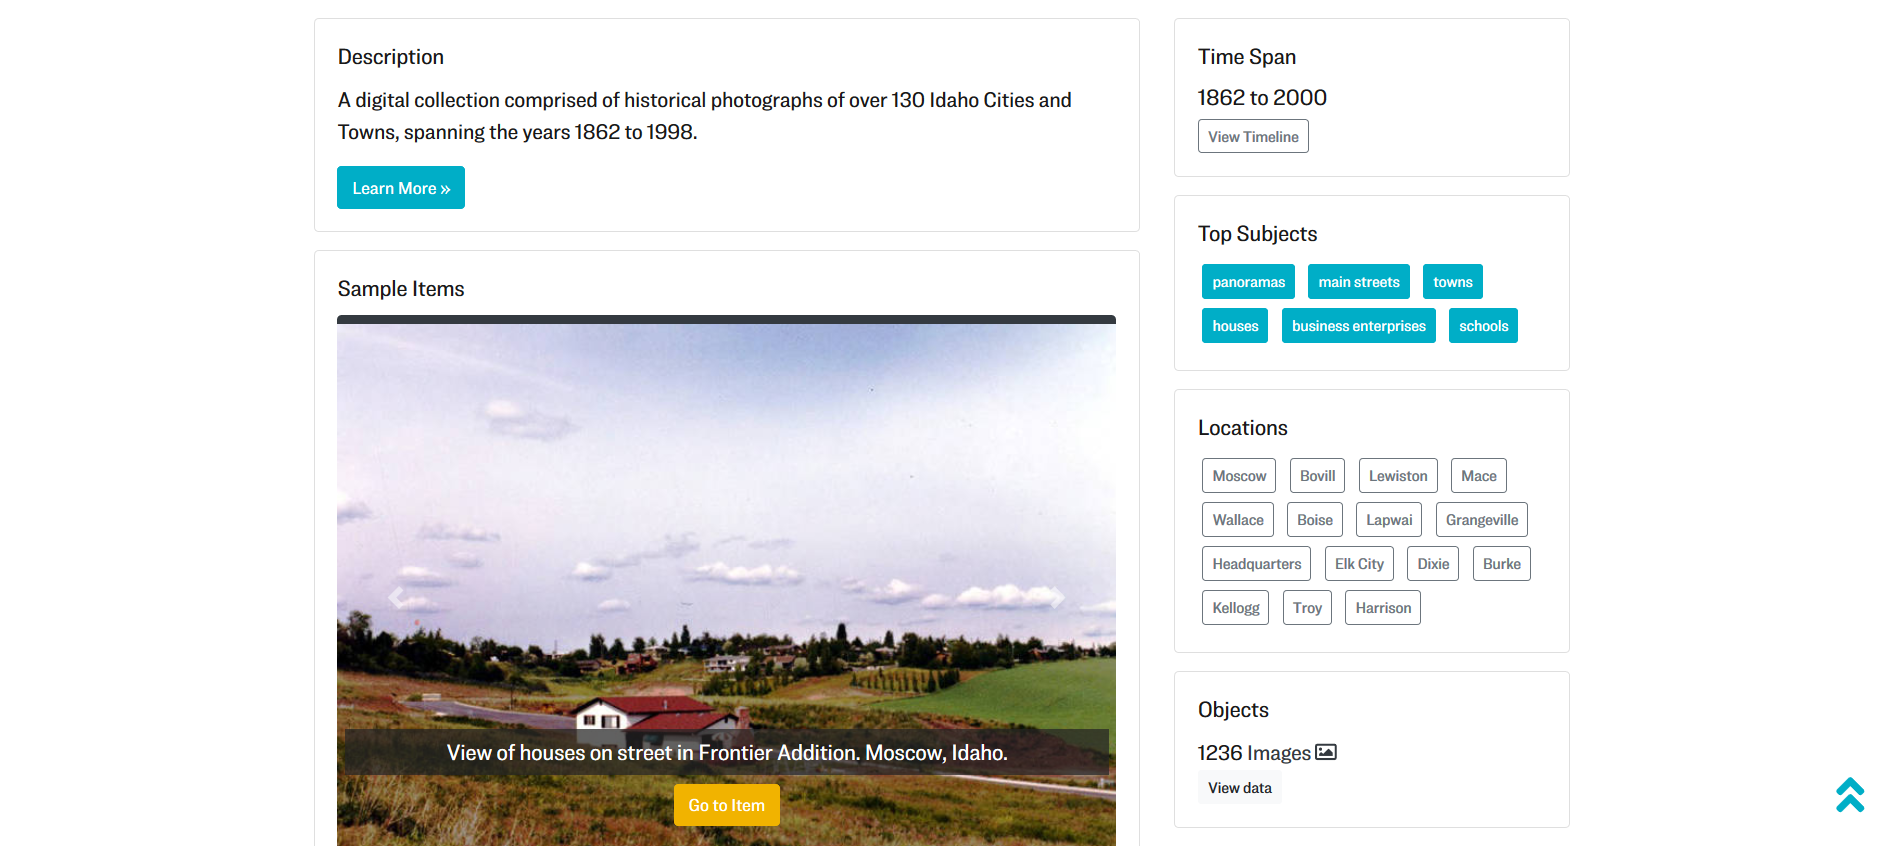 Description
A digital collection comprised of historical photographs of over 130 Idaho Cities and
Towns, spanning the years 1862 to 1998.
Learn More »
Sample Items
View of houses on street in Frontier Addition. Moscow, Idaho.
Go to Item
Time Span
1862 to 2000
View Timeline
Top Subjects
panoramas main streets towns
houses business enterprises schools
Locations
Moscow Bovill Lewiston Mace
Wallace Boise Lapwai Grangeville
Headquarters Elk City Dixie Burke
Kellogg Troy Harrison
Objects
1236 Images
View data